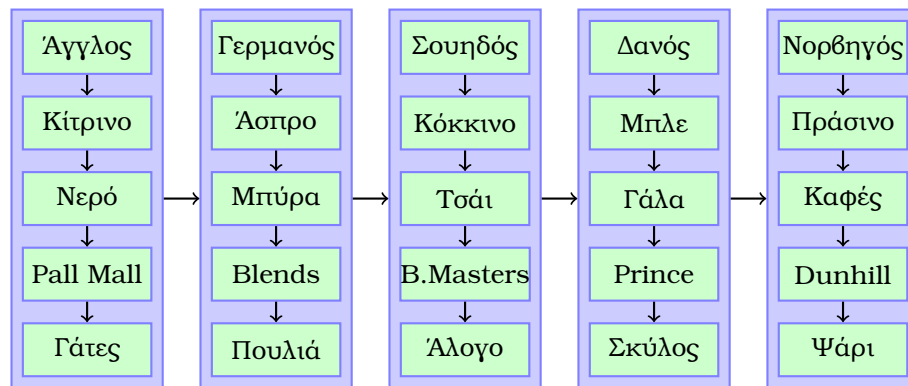 Άγγλος
Κίτρινο
Νερό
Pall Mall
Γάτες
Γερμανός
Άσπρο
Μπύρα
Blends
Πουλιά
Σουηδός
Κόκκινο
Τσάι
B.Masters
Άλογο
Δανός
Μπλε
Γάλα
Prince
Σκύλος
Νορβηγός
Πράσινο
Καφές
Dunhill
Ψάρι